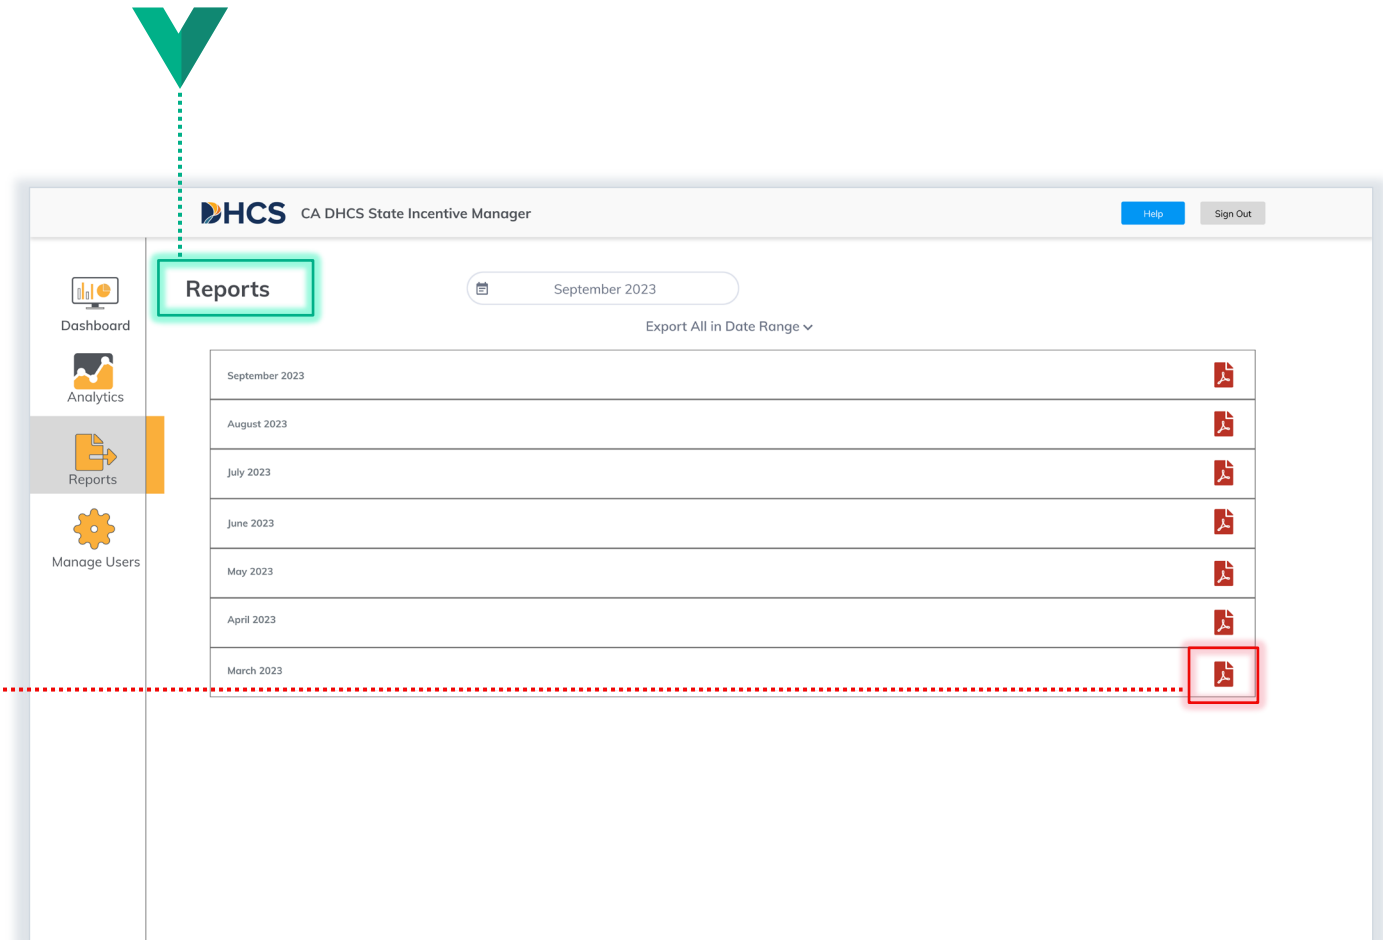 DHCS CA DHCS State Incentive Manager
Help
Sign Out
Reports
September 2023
Export All in Date Range
Dashboard
Analytics
Reports
Manage Users
September 2023
August 2023
July 2023
June 2023
May 2023
April 2023
March 2023